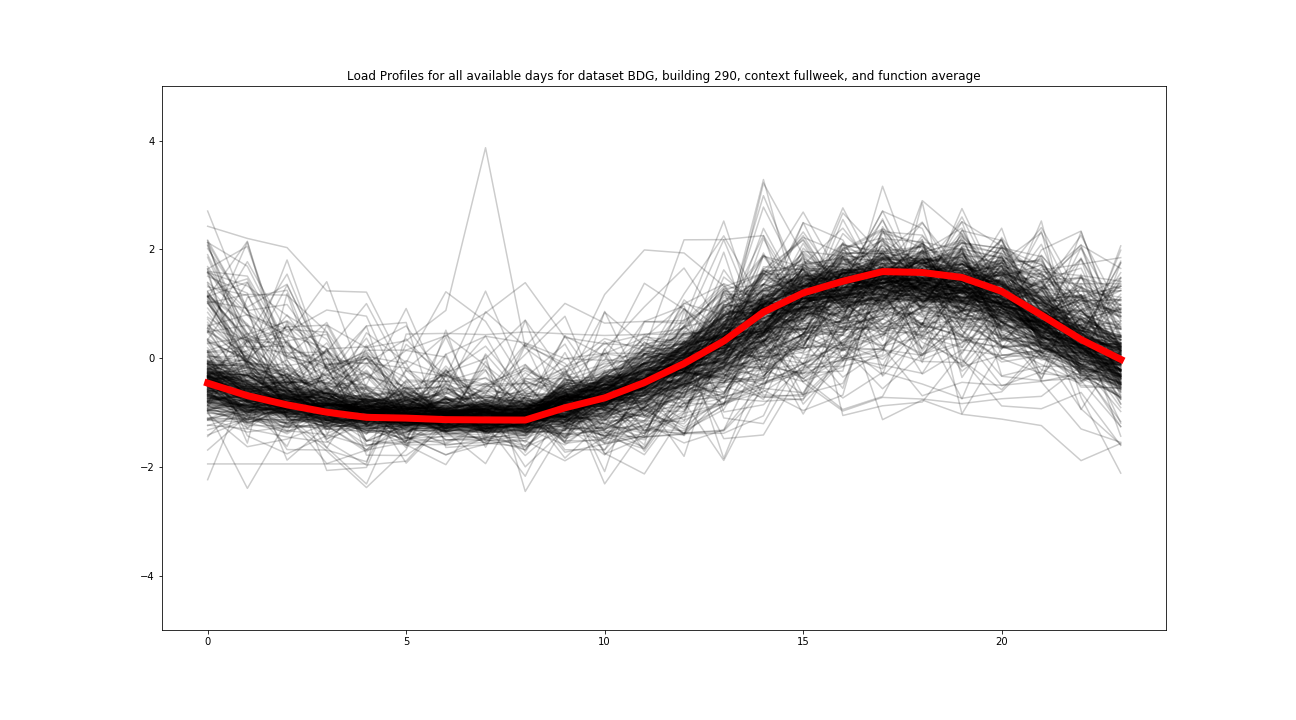 Load Profiles for all available days for dataset BDG, building 290, context fullweek, and function average
4
2
0
−2
−4
0 5 10 15 20